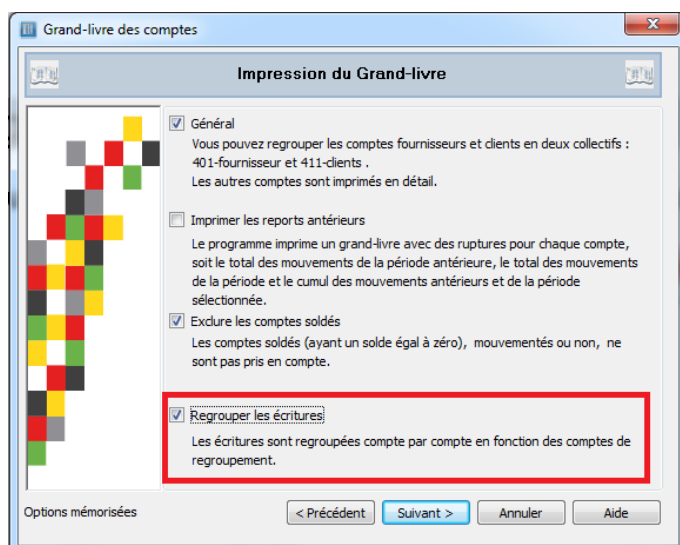 Grand-livre des comptes
Impression du Grand-livre
Général
Vous pouvez regrouper les comptes fournisseurs et clients en deux collectifs :
401-fournisseur et 411-clients .
Les autres comptes sont imprimés en détail.
Imprimer les reports antérieurs
Le programme imprime un grand-livre avec des ruptures pour chaque compte,
soit le total des mouvements de la période antérieure, le total des mouvements
de la période et le cumul des mouvements antérieurs et de la période
sélectionnée.
Exclure les comptes soldés
Les comptes soldés (ayant un solde égal à zéro), mouvementés ou non, ne
sont pas pris en compte.
Regrouper les écritures
Les écritures sont regroupées compte par compte en fonction des comptes de
regroupement.
Options mémorisées
< Précédent
Suivant >
Annuler
Aide